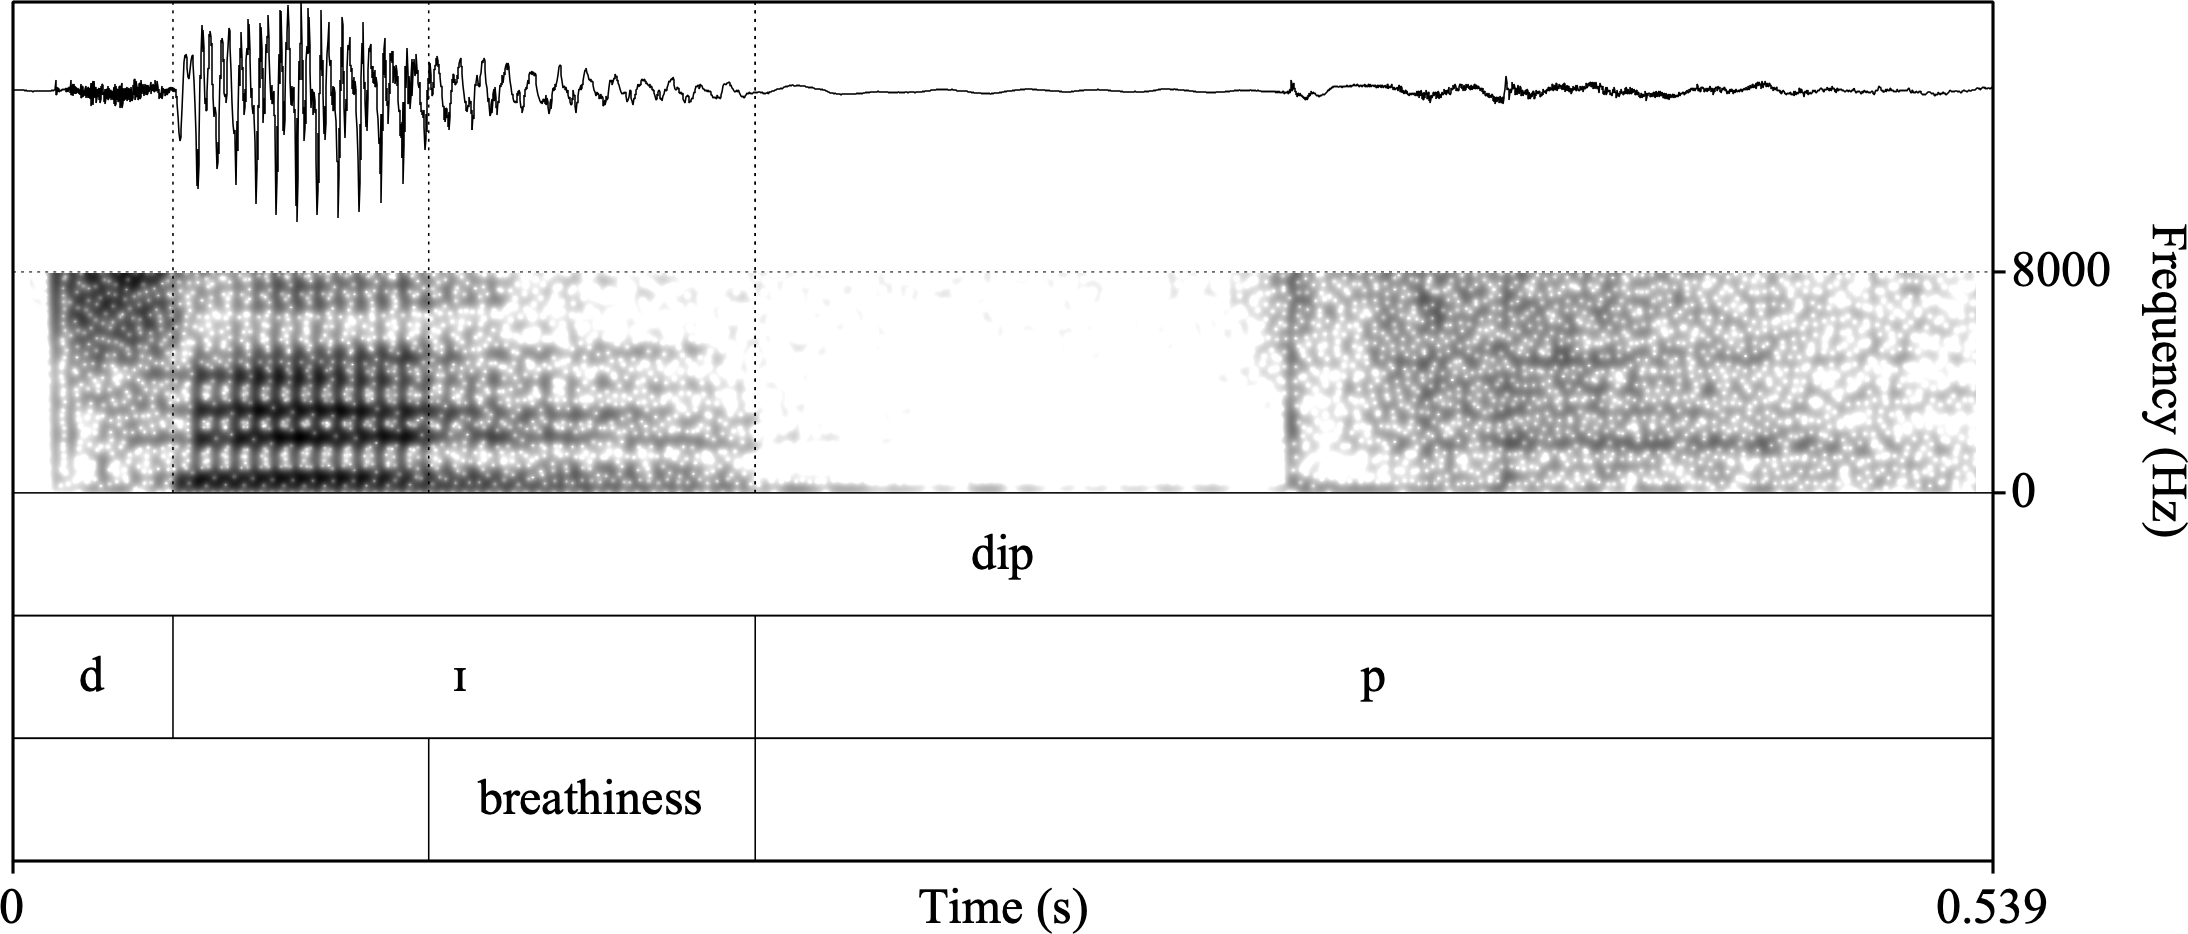 8000
0
Frequency (Hz)
dip
d ɪ p
breathiness
0 Time (s) 0.539